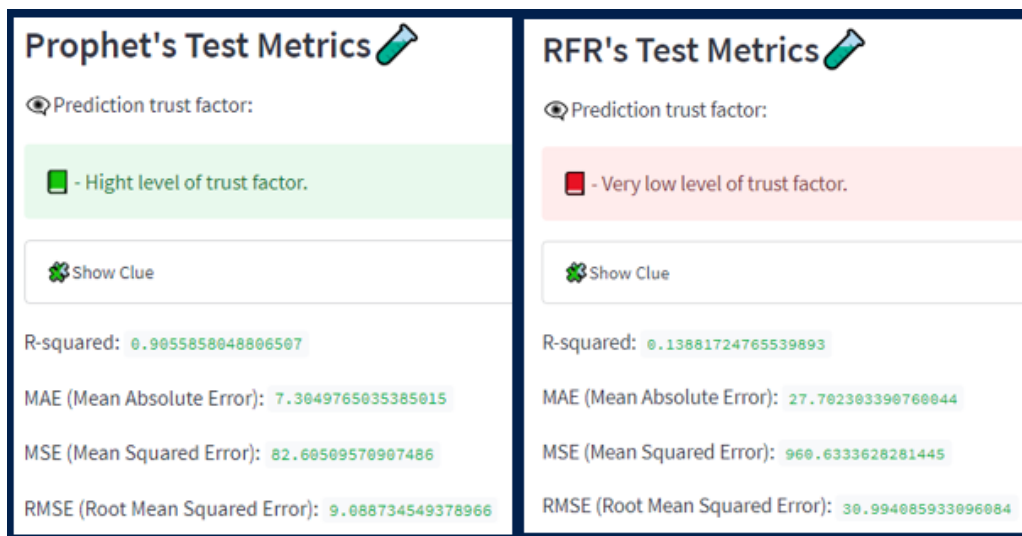 Prophet's Test Metrics
Prediction trust factor:
- Hight level of trust factor.
Show Clue
R-squared: 0.9055858048806507
MAE (Mean Absolute Error): 7.3049765035385015
MSE (Mean Squared Error): 82.60509570907486
RMSE (Root Mean Squared Error): 9.088734549378966
RFR's Test Metrics
Prediction trust factor:
- Very low level of trust factor.
Show Clue
R-squared: 0.13881724765539893
MAE (Mean Absolute Error): 27.702303390760044
MSE (Mean Squared Error): 960.6333628281445
RMSE (Root Mean Squared Error): 30.994085933096084